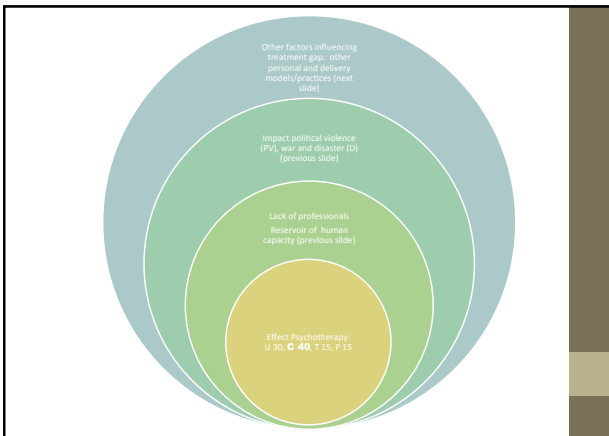 Other factors influencing
treatment gap: other
personal and delivery
models/practices (next
slide)
Impact political violence
(PV), war and disaster (D)
(previous slide)
Lack of professionals
Reservoir of human
capacity (previous slide)
Effect Psychotherapy:
U 30, C 40, T 15, P 15